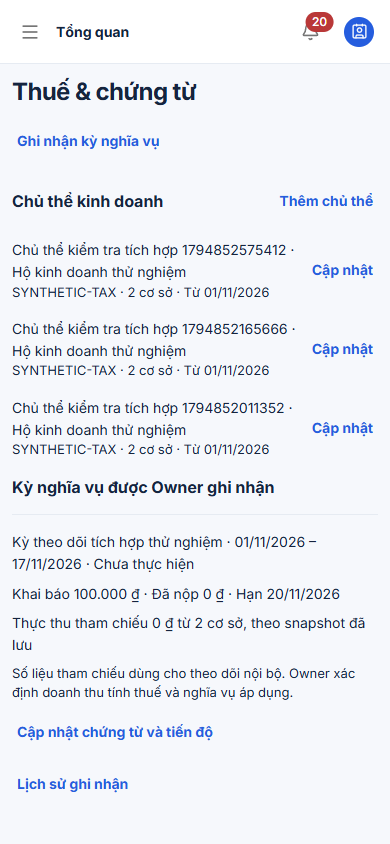 Tổng quan
20
Thuế & chứng từ
Ghi nhận kỳ nghĩa vụ
Chủ thể kinh doanh
Thêm chủ thể
Chủ thể kiểm tra tích hợp 1794852575412 ·
Hộ kinh doanh thử nghiệm
SYNTHETIC-TAX · 2 cơ sở · Từ 01/11/2026
Cập nhật
Chủ thể kiểm tra tích hợp 1794852165666 ·
Hộ kinh doanh thử nghiệm
SYNTHETIC-TAX · 2 cơ sở · Từ 01/11/2026
Cập nhật
Chủ thể kiểm tra tích hợp 1794852011352 ·
Hộ kinh doanh thử nghiệm
SYNTHETIC-TAX · 2 cơ sở · Từ 01/11/2026
Cập nhật
Kỳ nghĩa vụ được Owner ghi nhận
Kỳ theo dõi tích hợp thử nghiệm · 01/11/2026 –
17/11/2026 · Chưa thực hiện
Khai báo 100.000 ₫ · Đã nộp 0 ₫ · Hạn 20/11/2026
Thực thu tham chiếu 0 ₫ từ 2 cơ sở, theo snapshot đã
lưu
Số liệu tham chiếu dùng cho theo dõi nội bộ. Owner xác
định doanh thu tính thuế và nghĩa vụ áp dụng.
Cập nhật chứng từ và tiến độ
Lịch sử ghi nhận